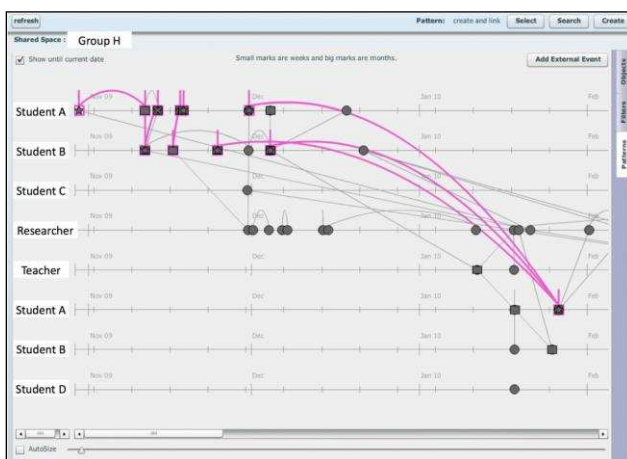 refresh
Pattern: create and link Select Search Create
Shared Space : Group H
Show until current date
Small marks are weeks and big marks are months.
Add External Event
Objects
Filters
Patterns
Nov 09 Dec Jan 10 Feb
Student A
Nov 09 Dec Jan 10 Feb
Student B
Nov 09 Dec Jan 10 Feb
Student C
Nov 09 Dec Jan 10 Feb
Researcher
Nov 09 Dec Jan 10 Feb
Teacher
Nov 09 Dec Jan 10 Feb
Student A
Nov 09 Dec Jan 10 Feb
Student B
Nov 09 Dec Jan 10 Feb
Student D
AutoSize